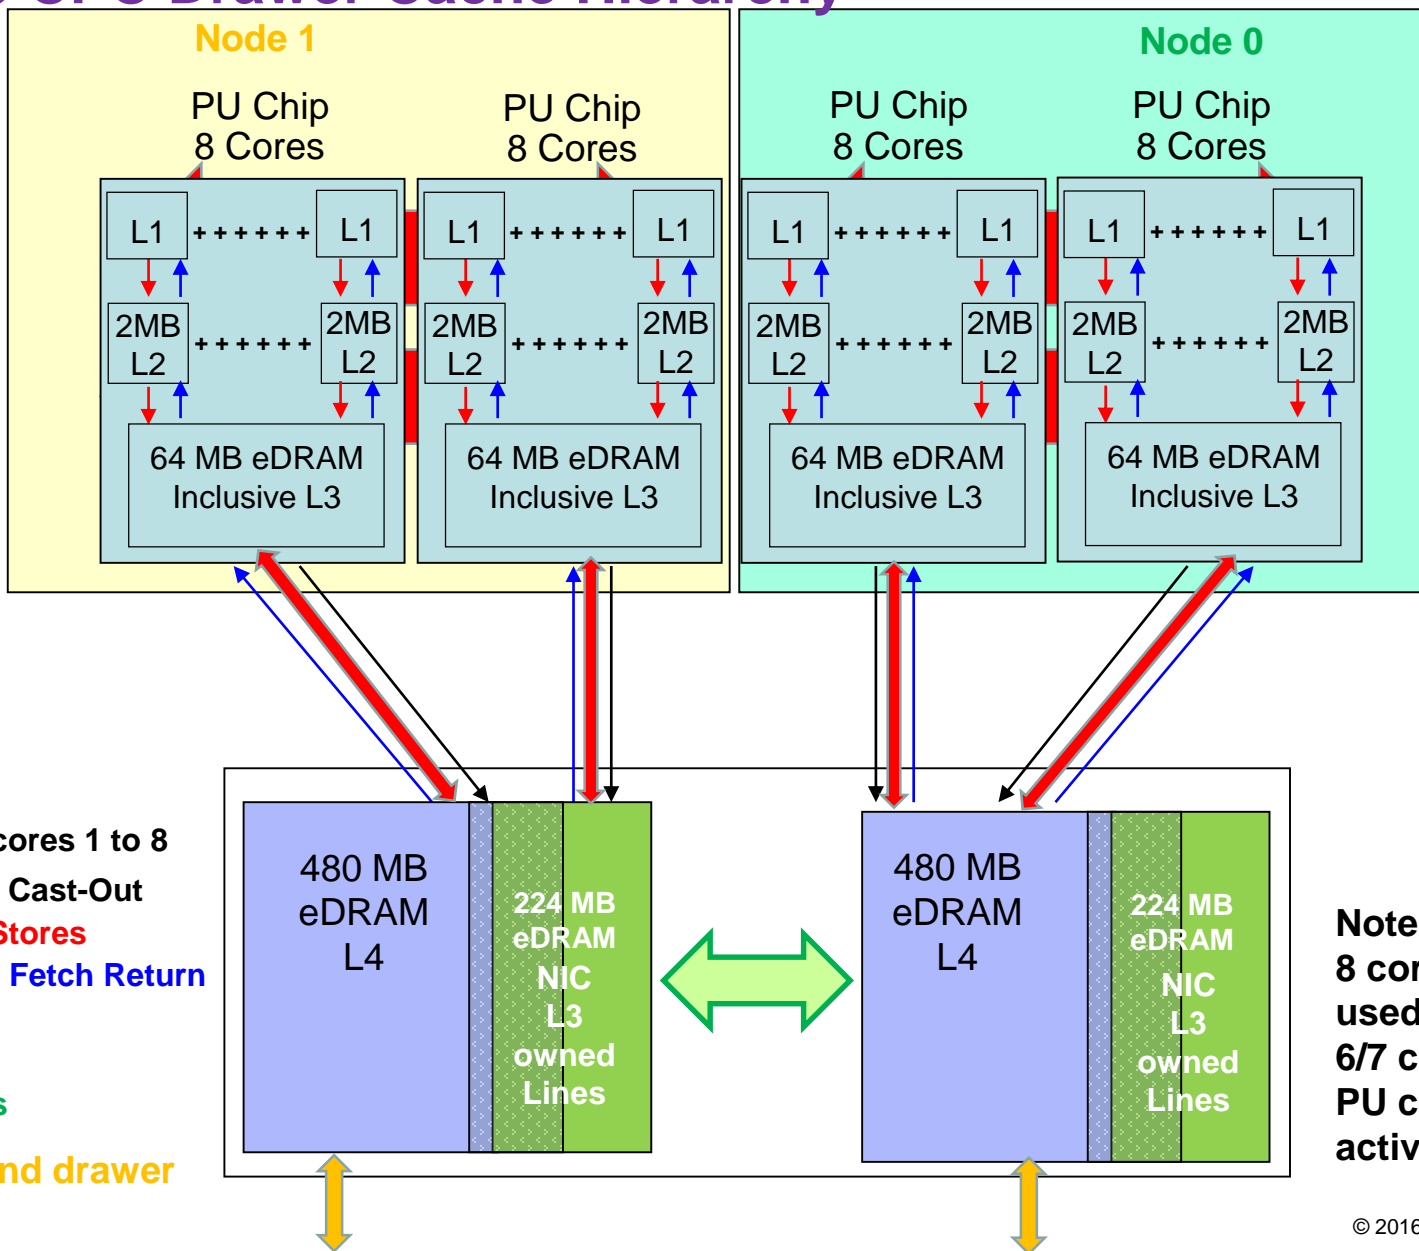 CPC Drawer Cache Hierarchy
Node 1
Node 0
PU Chip
8 Cores
PU Chip
8 Cores
PU Chip
8 Cores
PU Chip
8 Cores
L1 ++++++ L1
L1 ++++++ L1
L1 ++++++ L1
L1 ++++++ L1
2MB
L2
++++++
2MB
L2
2MB
L2
++++++
2MB
L2
2MB
L2
++++++
2MB
L2
2MB
L2
++++++
2MB
L2
64 MB eDRAM
Inclusive L3
64 MB eDRAM
Inclusive L3
64 MB eDRAM
Inclusive L3
64 MB eDRAM
Inclusive L3
cores 1 to 8
Cast-Out
Stores
Fetch Return
s
nd drawer
480 MB
eDRAM
L4
224 MB
eDRAM
NIC
L3
owned
Lines
480 MB
eDRAM
L4
224 MB
eDRAM
NIC
L3
owned
Lines
Note
8 cor
used
6/7 c
PU c
activ
© 2016